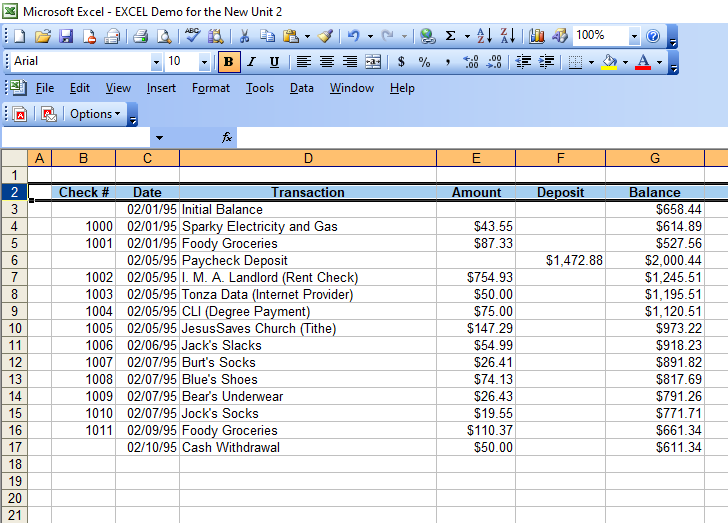 Microsoft Excel - EXCEL Demo for the New Unit 2
ABC Σ A Z Z A 100% ?
Arial 10 B I U $ % , .0 .00 .00 .0 A
File Edit View Insert Format Tools Data Window Help
Options
fx
A B C D E F G
1
2 Check # Date Transaction Amount Deposit Balance
3 02/01/95 Initial Balance $658.44
4 1000 02/01/95 Sparky Electricity and Gas $43.55 $614.89
5 1001 02/01/95 Foody Groceries $87.33 $527.56
6 02/05/95 Paycheck Deposit $1,472.88 $2,000.44
7 1002 02/05/95 I. M. A. Landlord (Rent Check) $754.93 $1,245.51
8 1003 02/05/95 Tonza Data (Internet Provider) $50.00 $1,195.51
9 1004 02/05/95 CLI (Degree Payment) $75.00 $1,120.51
10 1005 02/05/95 JesusSaves Church (Tithe) $147.29 $973.22
11 1006 02/06/95 Jack's Slacks $54.99 $918.23
12 1007 02/07/95 Burt's Socks $26.41 $891.82
13 1008 02/07/95 Blue's Shoes $74.13 $817.69
14 1009 02/07/95 Bear's Underwear $26.43 $791.26
15 1010 02/07/95 Jock's Socks $19.55 $771.71
16 1011 02/09/95 Foody Groceries $110.37 $661.34
17 02/10/95 Cash Withdrawal $50.00 $611.34
18
19
20
21